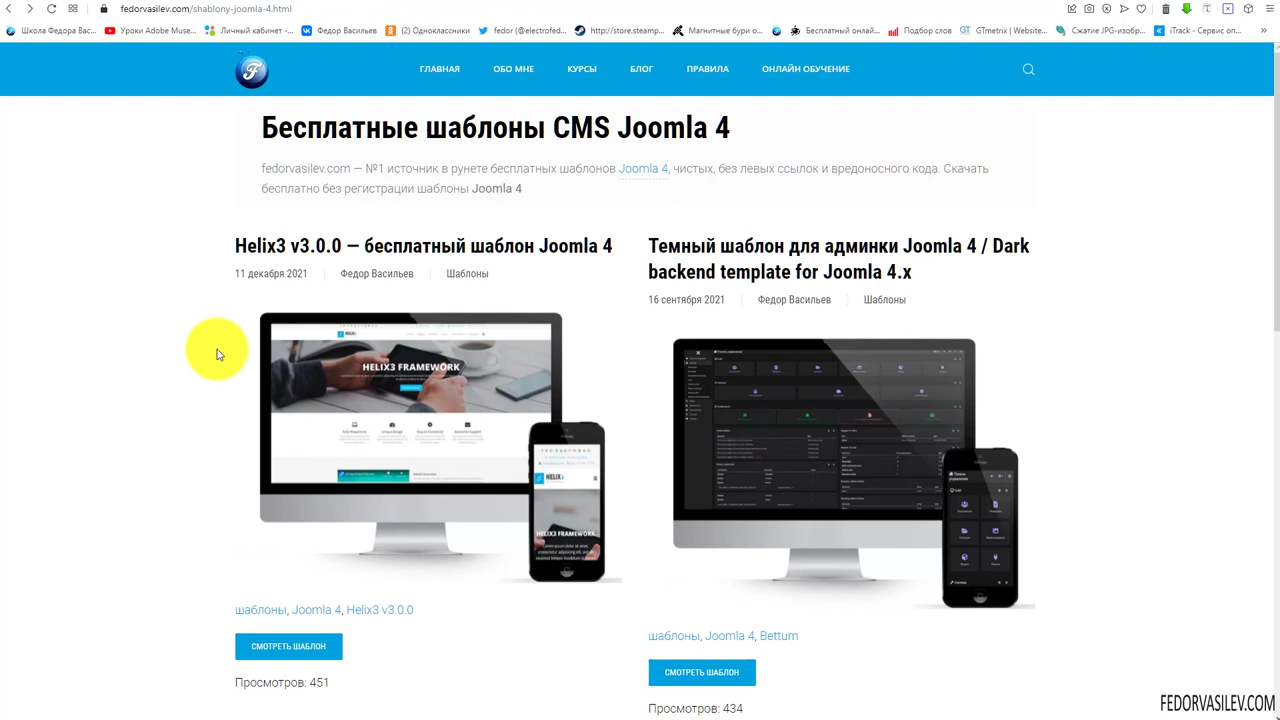 fedorvasilev.com/shablony-joomla-4.html
Школа Федора Вас...
Уроки Adobe Muse...
Личный кабинет -...
Федор Васильев
(2) Одноклассники
fedor (@electrofed...
http://store.steamp...
Магнитные бури о...
Бесплатный онлай...
Подбор слов
GTmetrix | Website...
Сжатие JPG-изобр...
iTrack - Сервис оп...
ГЛАВНАЯ
ОБО МНЕ
КУРСЫ
БЛОГ
ПРАВИЛА
ОНЛАЙН ОБУЧЕНИЕ
Бесплатные шаблоны CMS Joomla 4
fedorvasilev.com — №1 источник в рунете бесплатных шаблонов Joomla 4, чистых, без левых ссылок и вредоносного кода. Скачать
бесплатно без регистрации шаблоны Joomla 4
Helix3 v3.0.0 — бесплатный шаблон Joomla 4
11 декабря 2021
Федор Васильев
Шаблоны
HELIX3 FRAMEWORK
HELIX
HELIX3 FRAMEWORK
шаблоны, Joomla 4, Helix3 v3.0.0
СМОТРЕТЬ ШАБЛОН
Просмотров: 451
Темный шаблон для админки Joomla 4 / Dark
backend template for Joomla 4.x
16 сентября 2021
Федор Васильев
Шаблоны
шаблоны, Joomla 4, Bettum
СМОТРЕТЬ ШАБЛОН
Просмотров: 434
FEDORVASILEV.COM